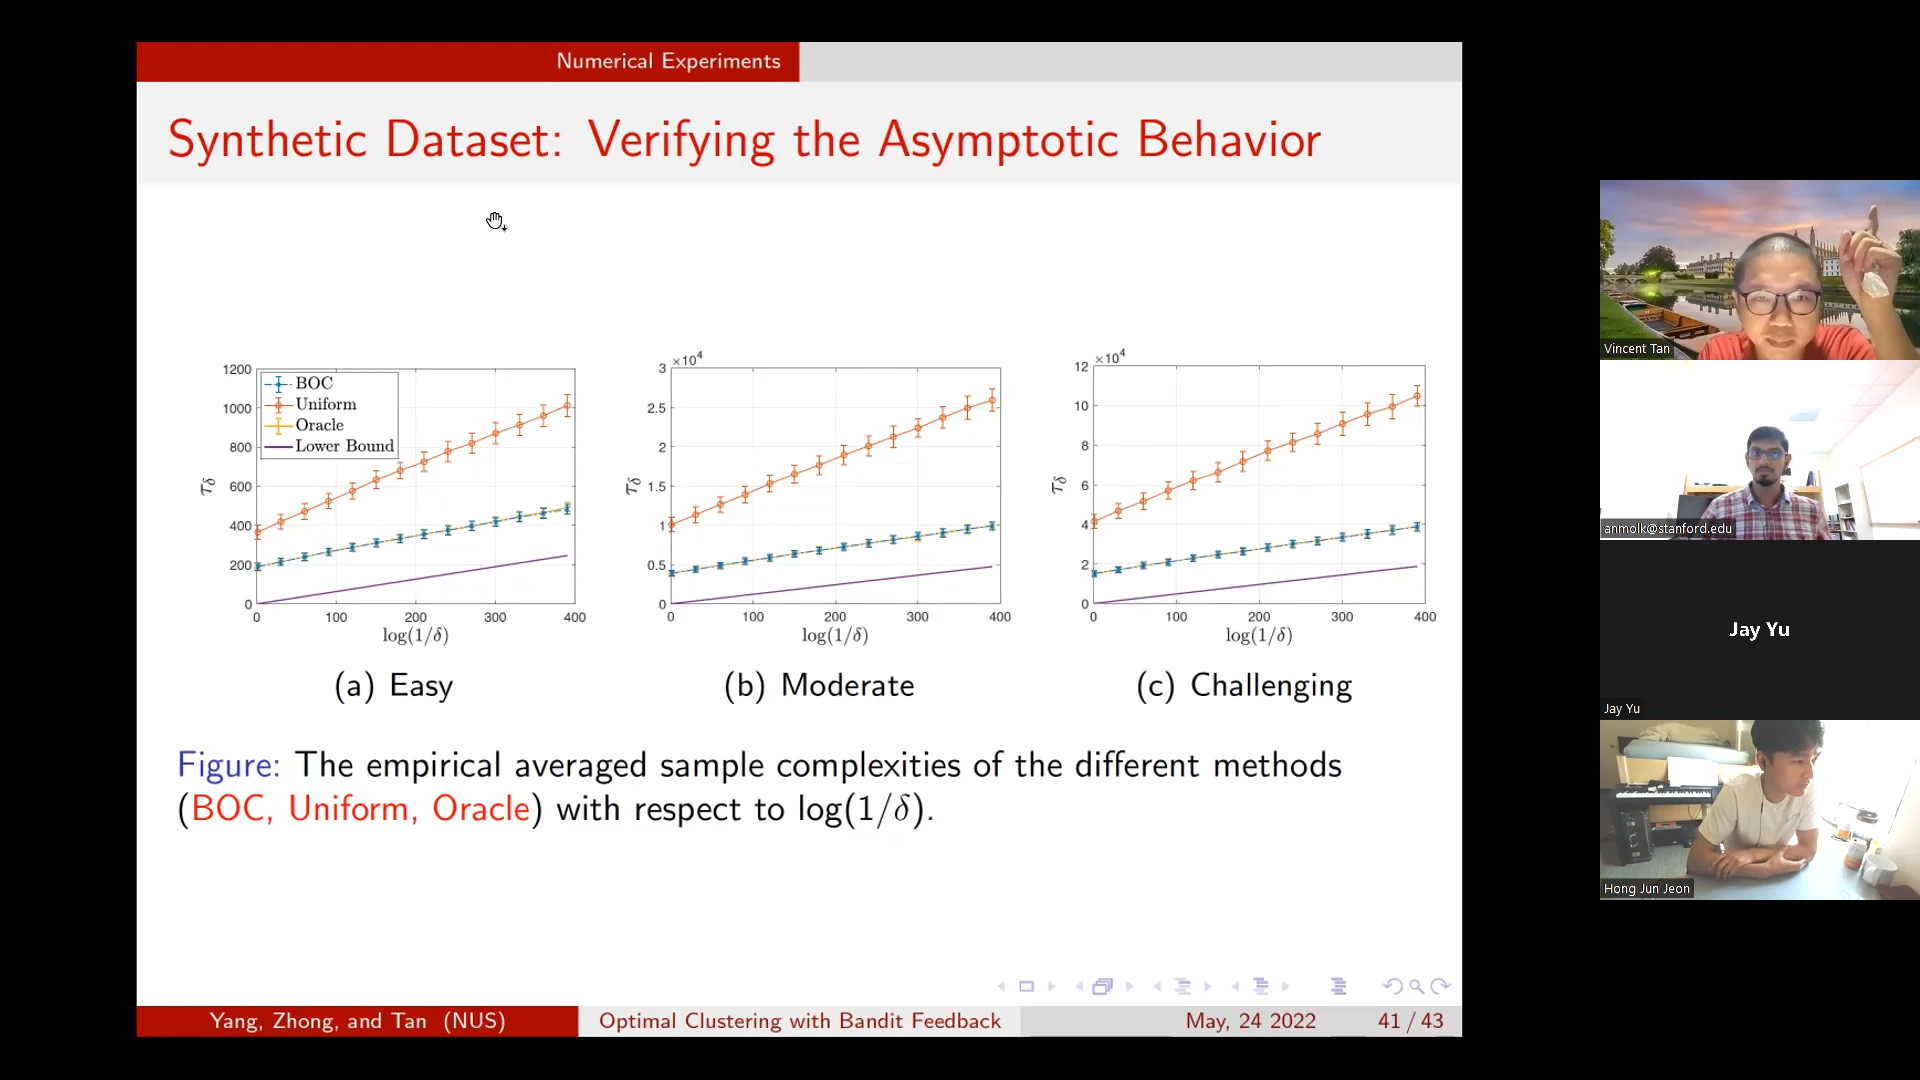 Numerical Experiments
Synthetic Dataset: Verifying the Asymptotic Behavior
1200
1000
800
600
400
200
0
τδ
BOC
Uniform
Oracle
Lower Bound
0 100 200 300 400
log(1/δ)
×10⁴
3
2.5
2
1.5
1
0.5
0
τδ
0 100 200 300 400
log(1/δ)
×10⁴
12
10
8
6
4
2
0
τδ
0 100 200 300 400
log(1/δ)
(a) Easy
(b) Moderate
(c) Challenging
Figure: The empirical averaged sample complexities of the different methods
(BOC, Uniform, Oracle) with respect to log(1/δ).
Yang, Zhong, and Tan (NUS)
Optimal Clustering with Bandit Feedback
May, 24 2022
41 / 43
Vincent Tan
anmolk@stanford.edu
Jay Yu
Jay Yu
Hong Jun Jeon